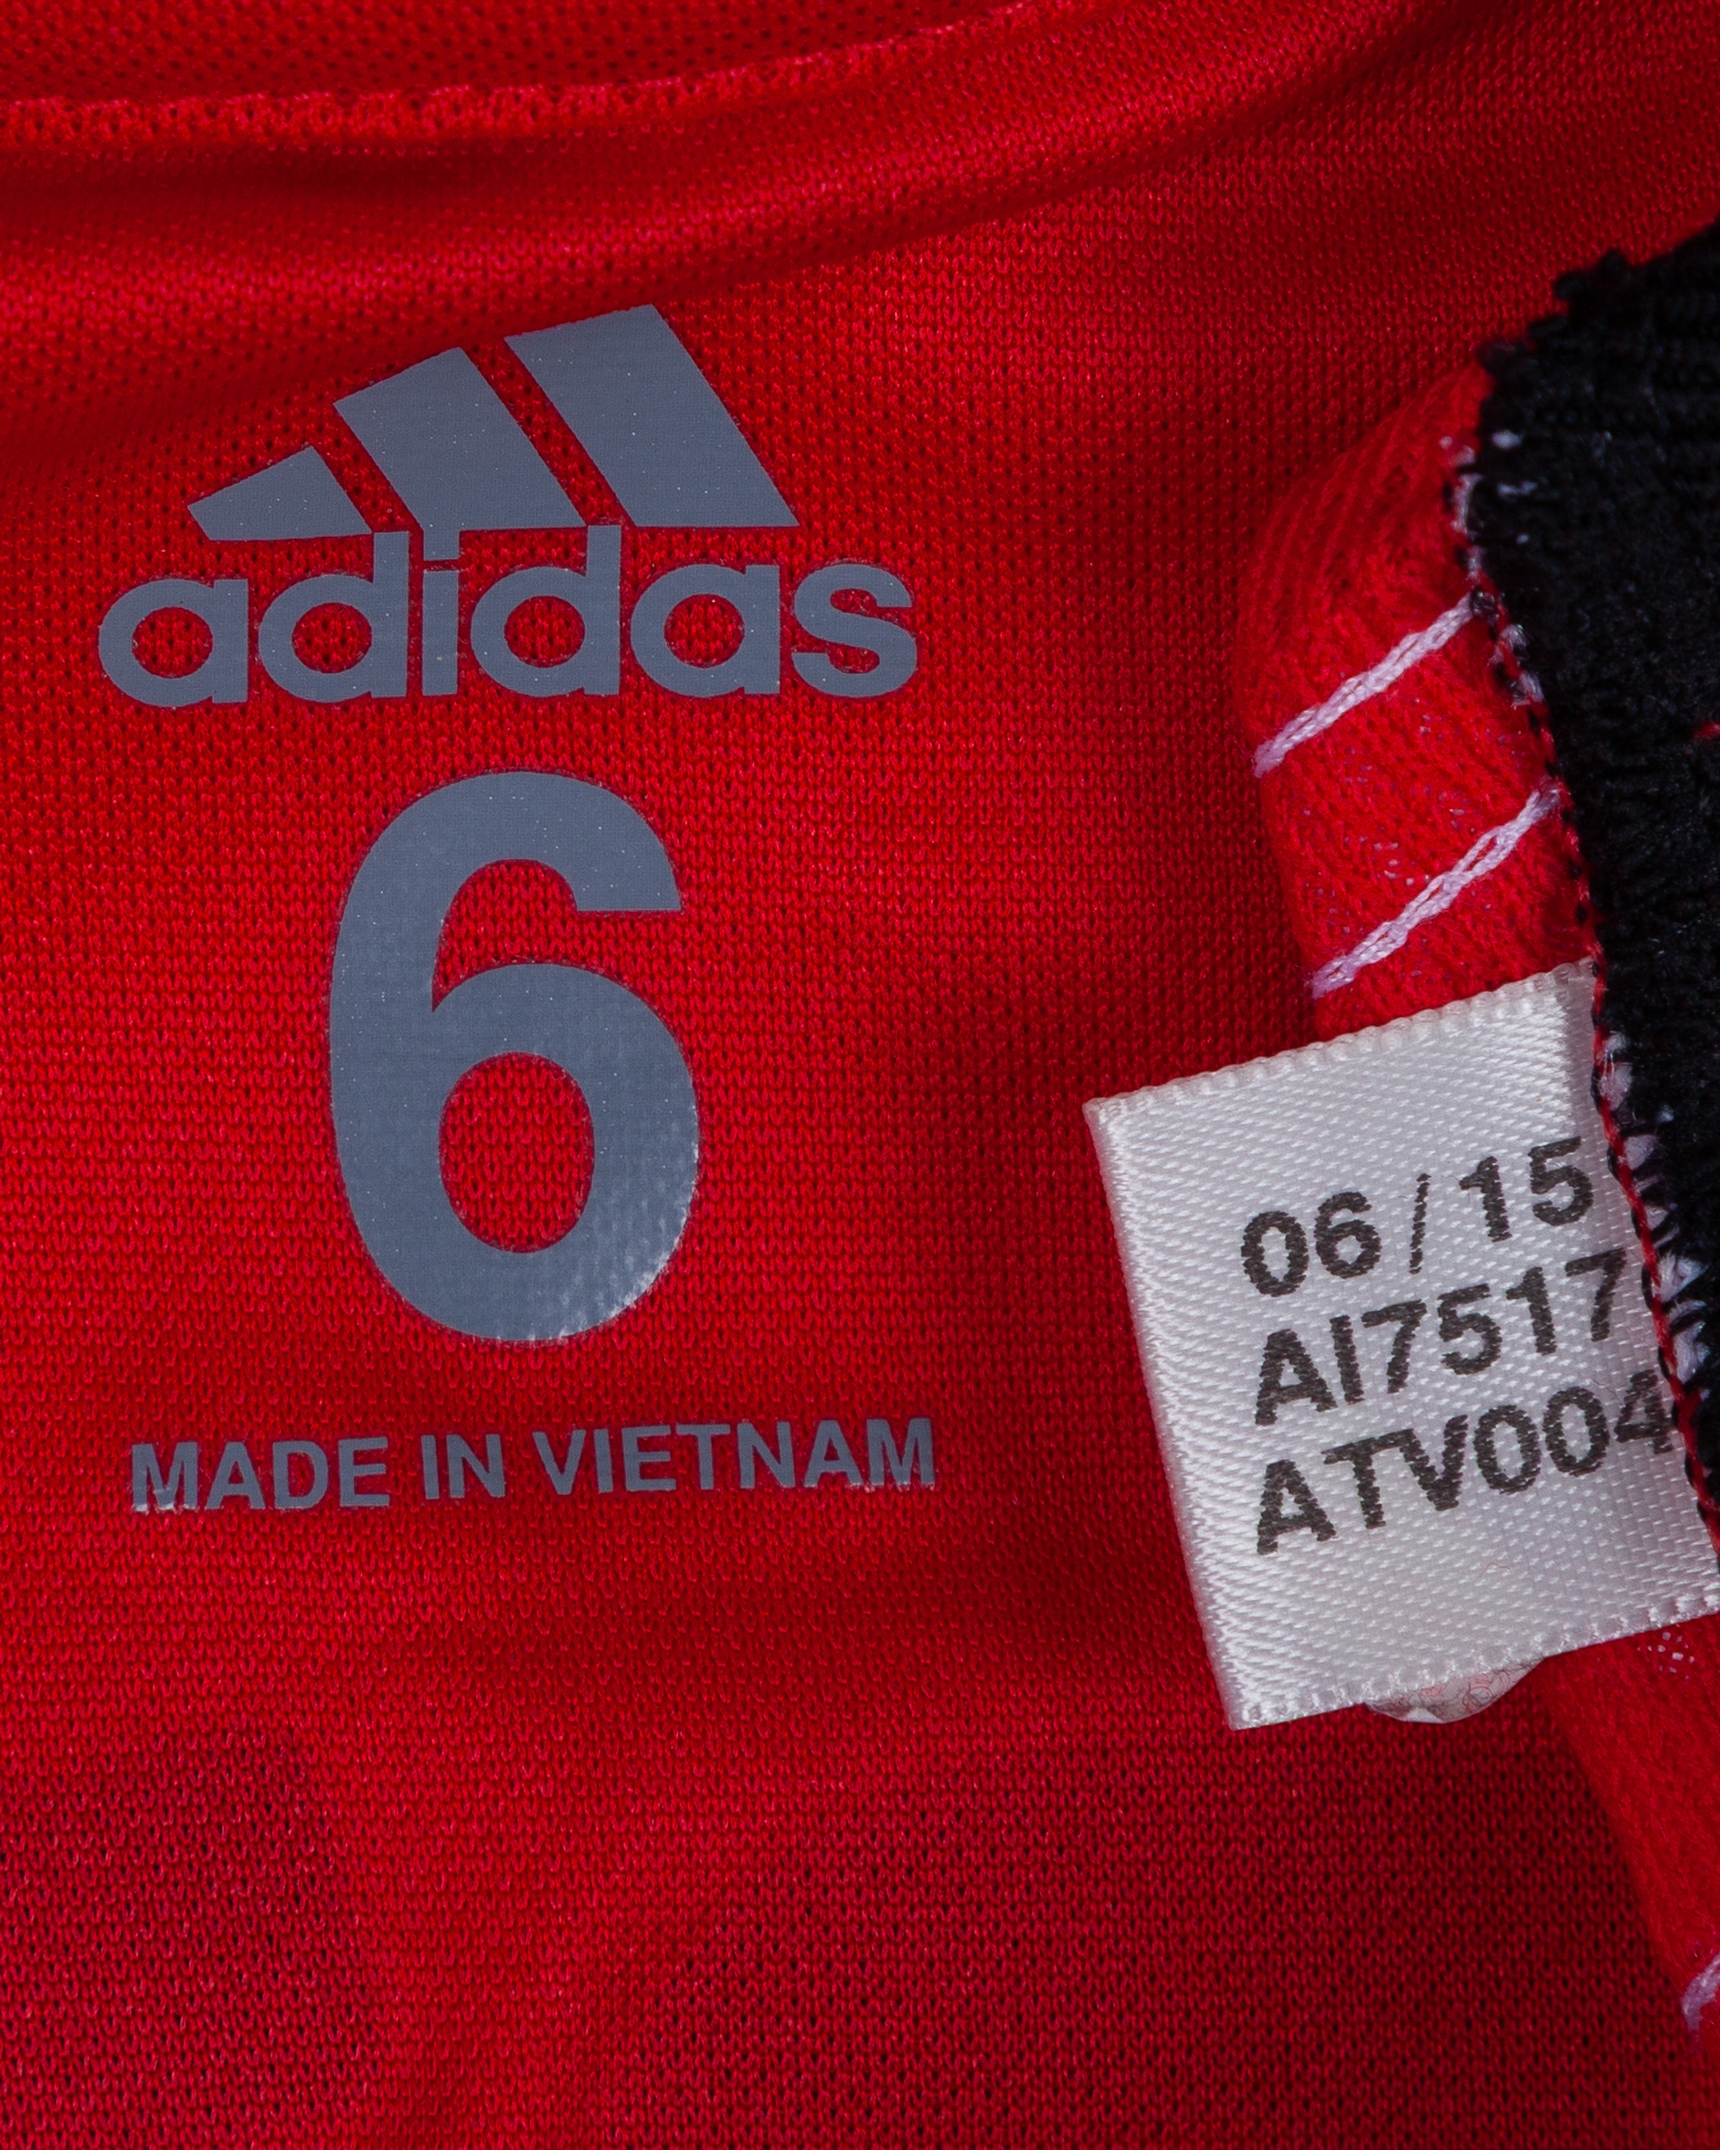 adidas
6
MADE IN VIETNAM
06/15
AI7517
ATV004